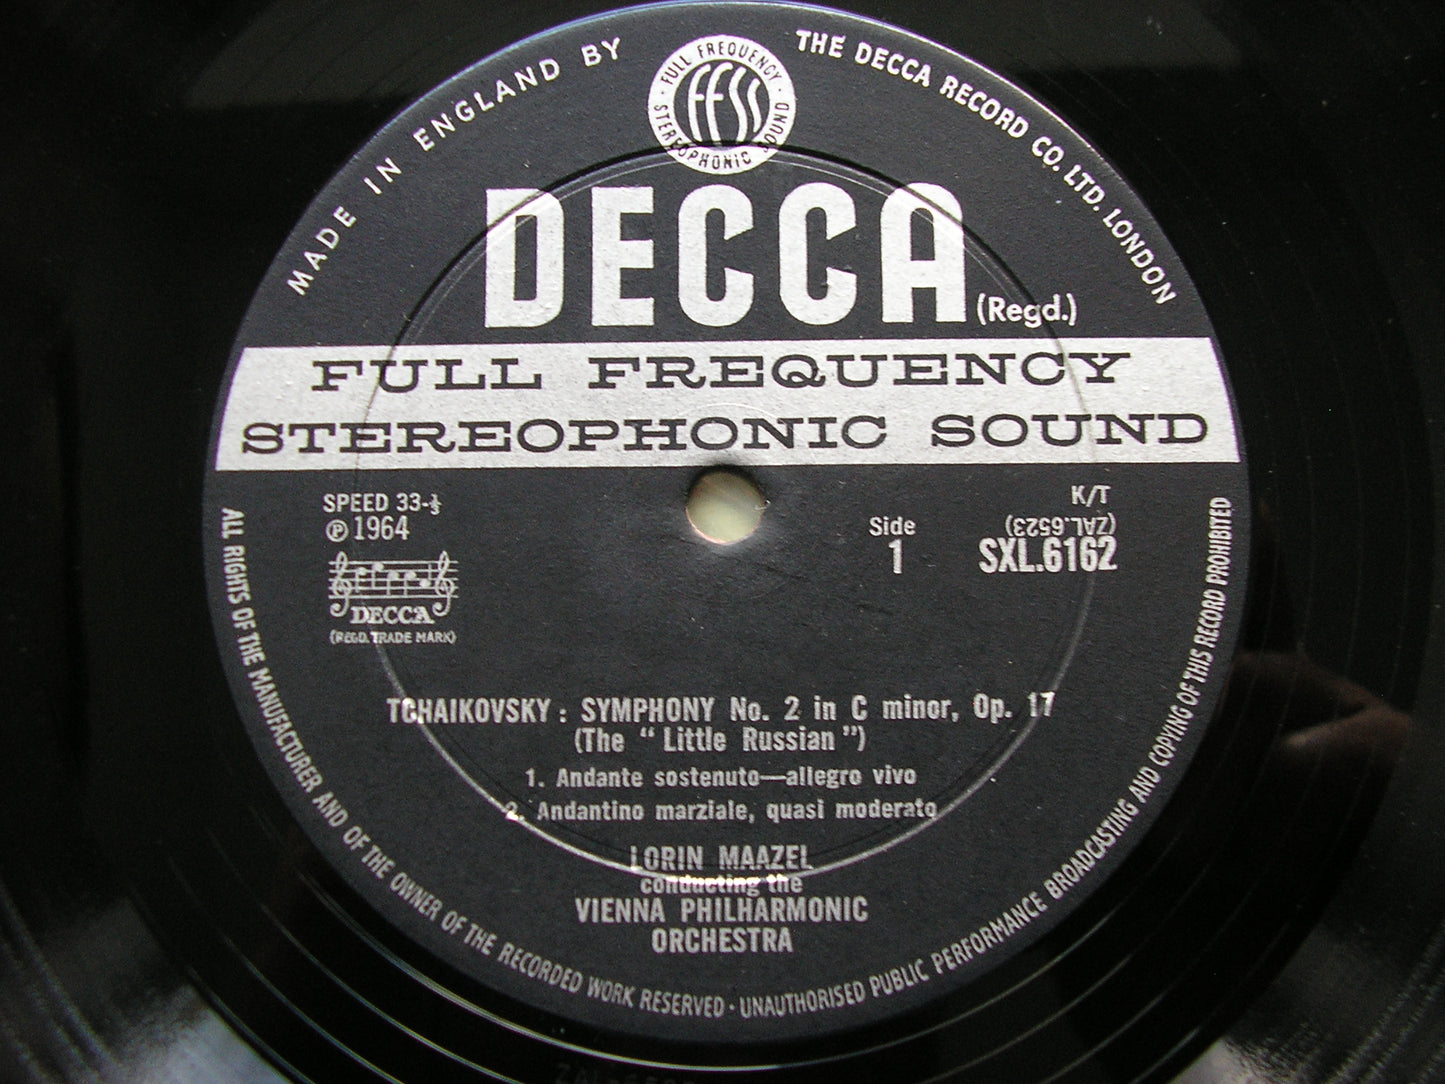 MADE IN ENGLAND BY THE DECCA RECORD CO. LTD. LONDON
FULL FREQUENCY
ffss
STEREOPHONIC SOUND
DECCA (Regd.)
FULL FREQUENCY
STEREOPHONIC SOUND
SPEED 33-⅓
℗ 1964
DECCA
(REGD. TRADE MARK)
Side
1
K/T
(ZAL.6523)
SXL.6162
TCHAIKOVSKY : SYMPHONY No. 2 in C minor, Op. 17
(The “ Little Russian ”)
1. Andante sostenuto—allegro vivo
2. Andantino marziale, quasi moderato
LORIN MAAZEL
conducting the
VIENNA PHILHARMONIC
ORCHESTRA
ALL RIGHTS OF THE MANUFACTURER AND OF THE OWNER OF THE RECORDED WORK RESERVED · UNAUTHORISED PUBLIC PERFORMANCE BROADCASTING AND COPYING OF THIS RECORD PROHIBITED